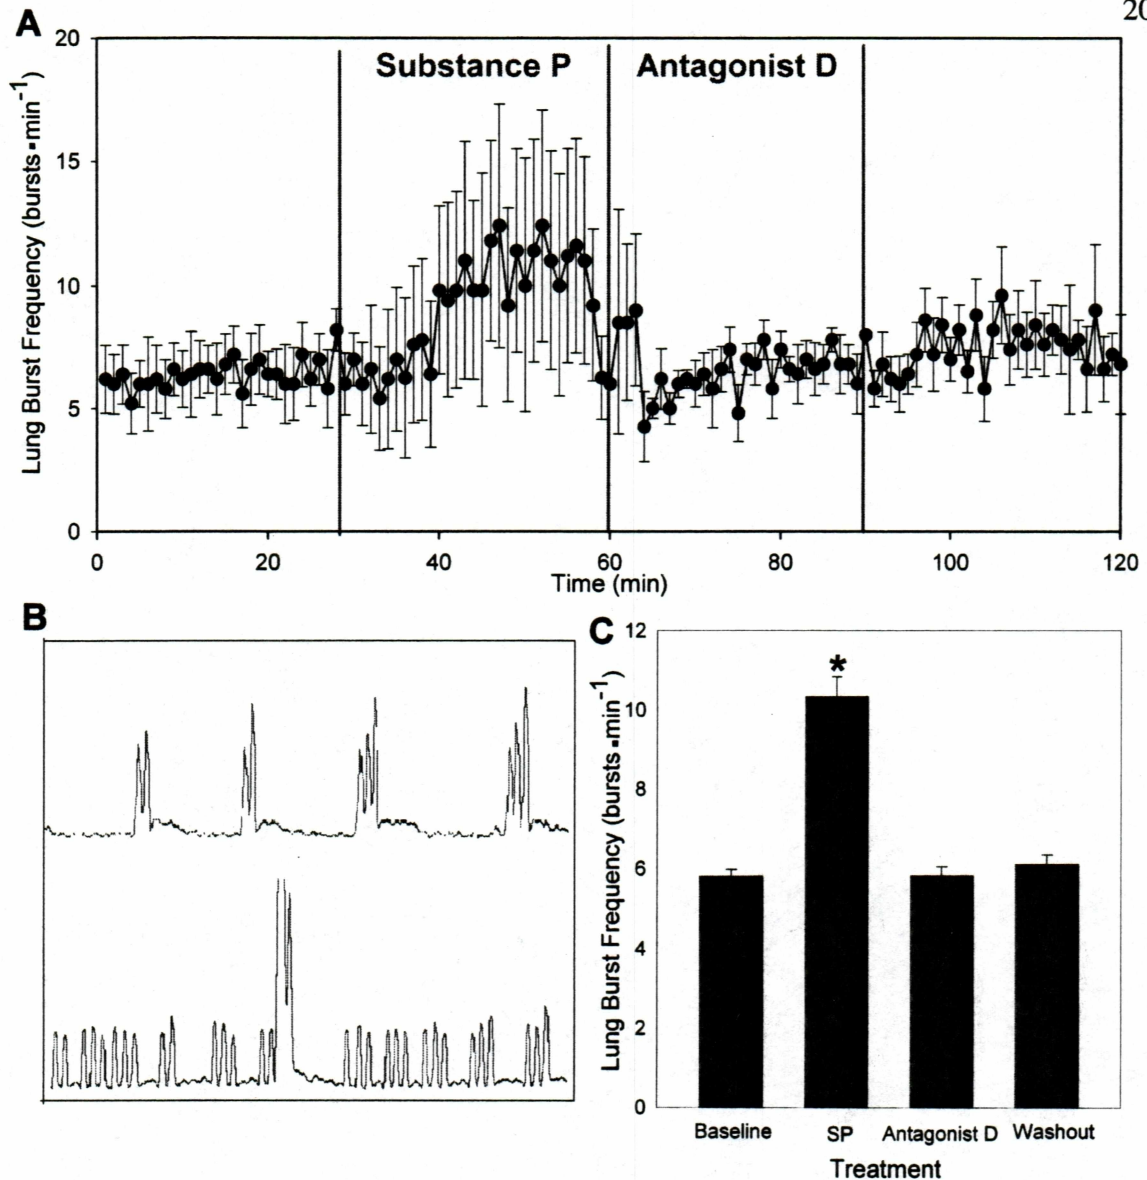 20
A
Lung Burst Frequency (bursts▪min⁻¹)
20
15
10
5
0
Substance P
Antagonist D
0 20 40 60 80 100 120
Time (min)
B
C
Lung Burst Frequency (bursts▪min⁻¹)
12
10
8
6
4
2
0
*
Baseline SP Antagonist D Washout
Treatment